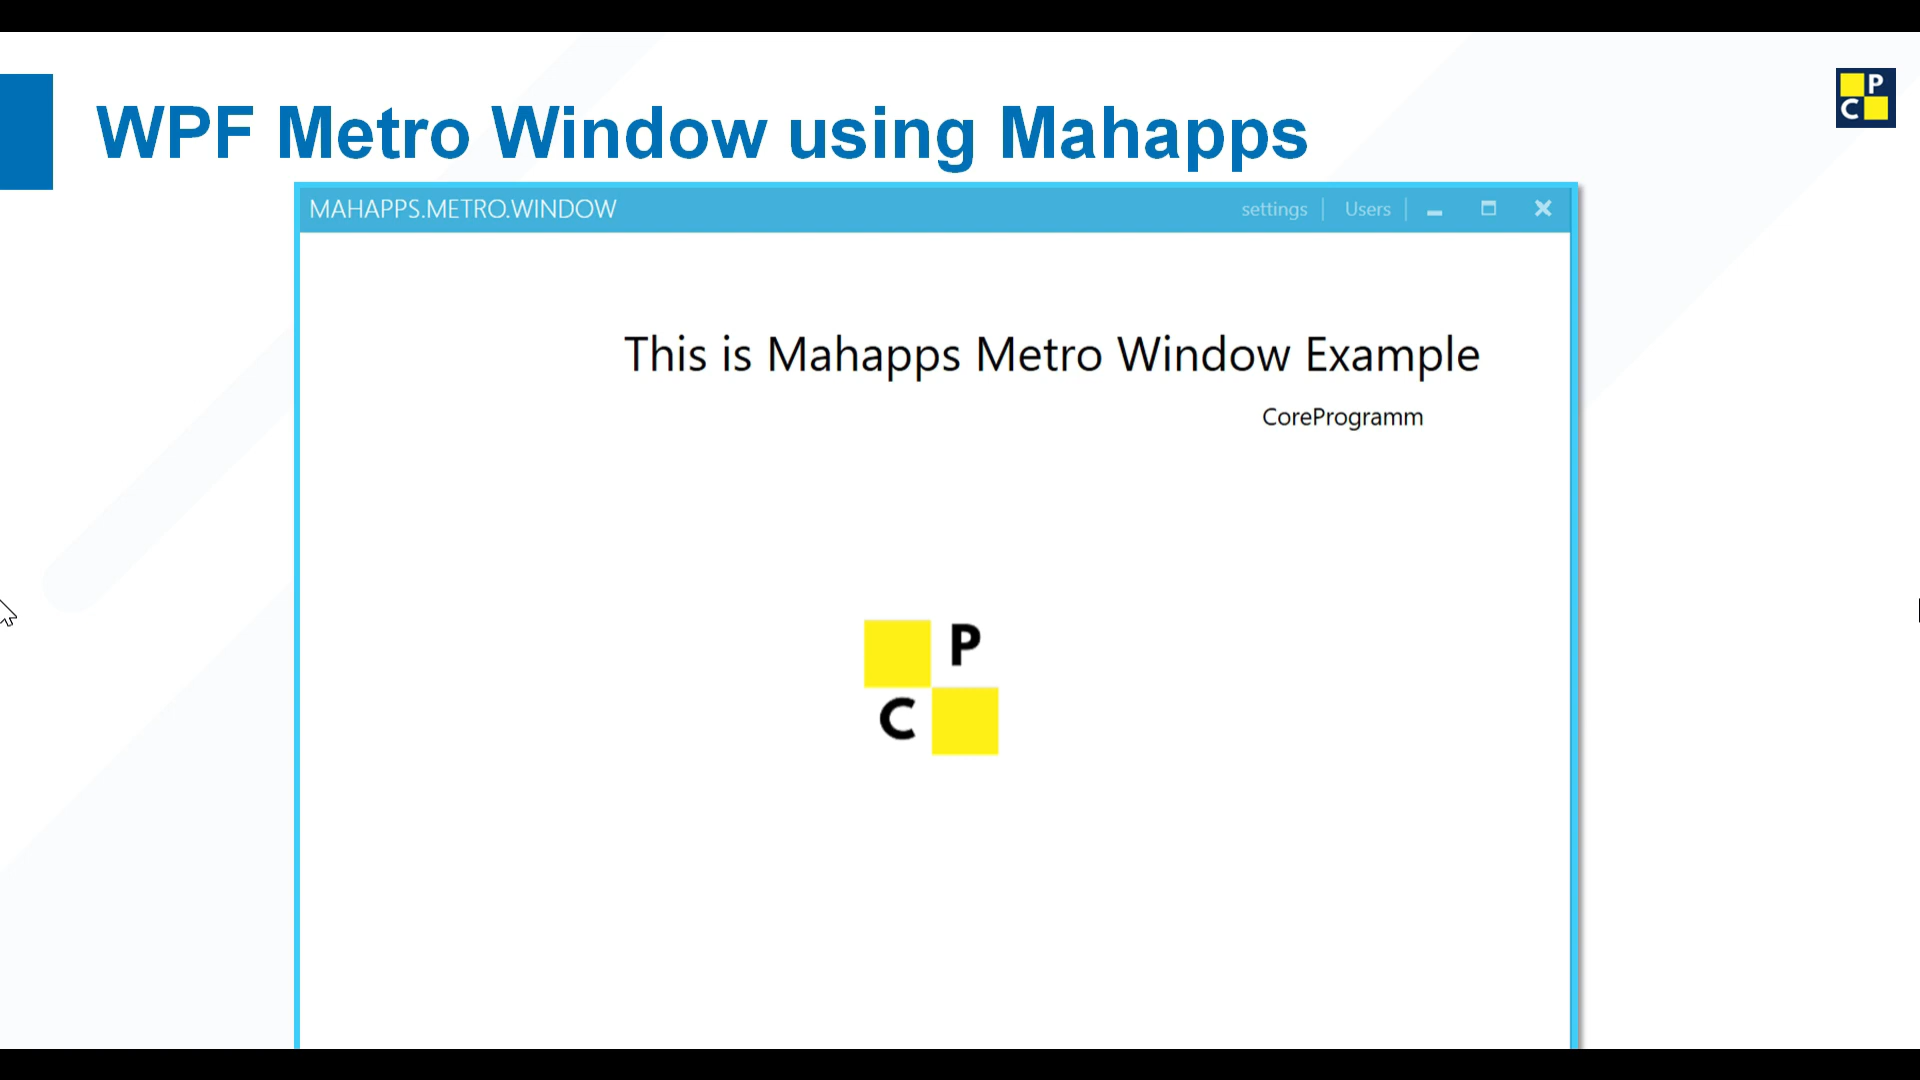 WPF Metro Window using Mahapps
P
C
MAHAPPS.METRO.WINDOW settings Users
This is Mahapps Metro Window Example
CoreProgramm
P
C